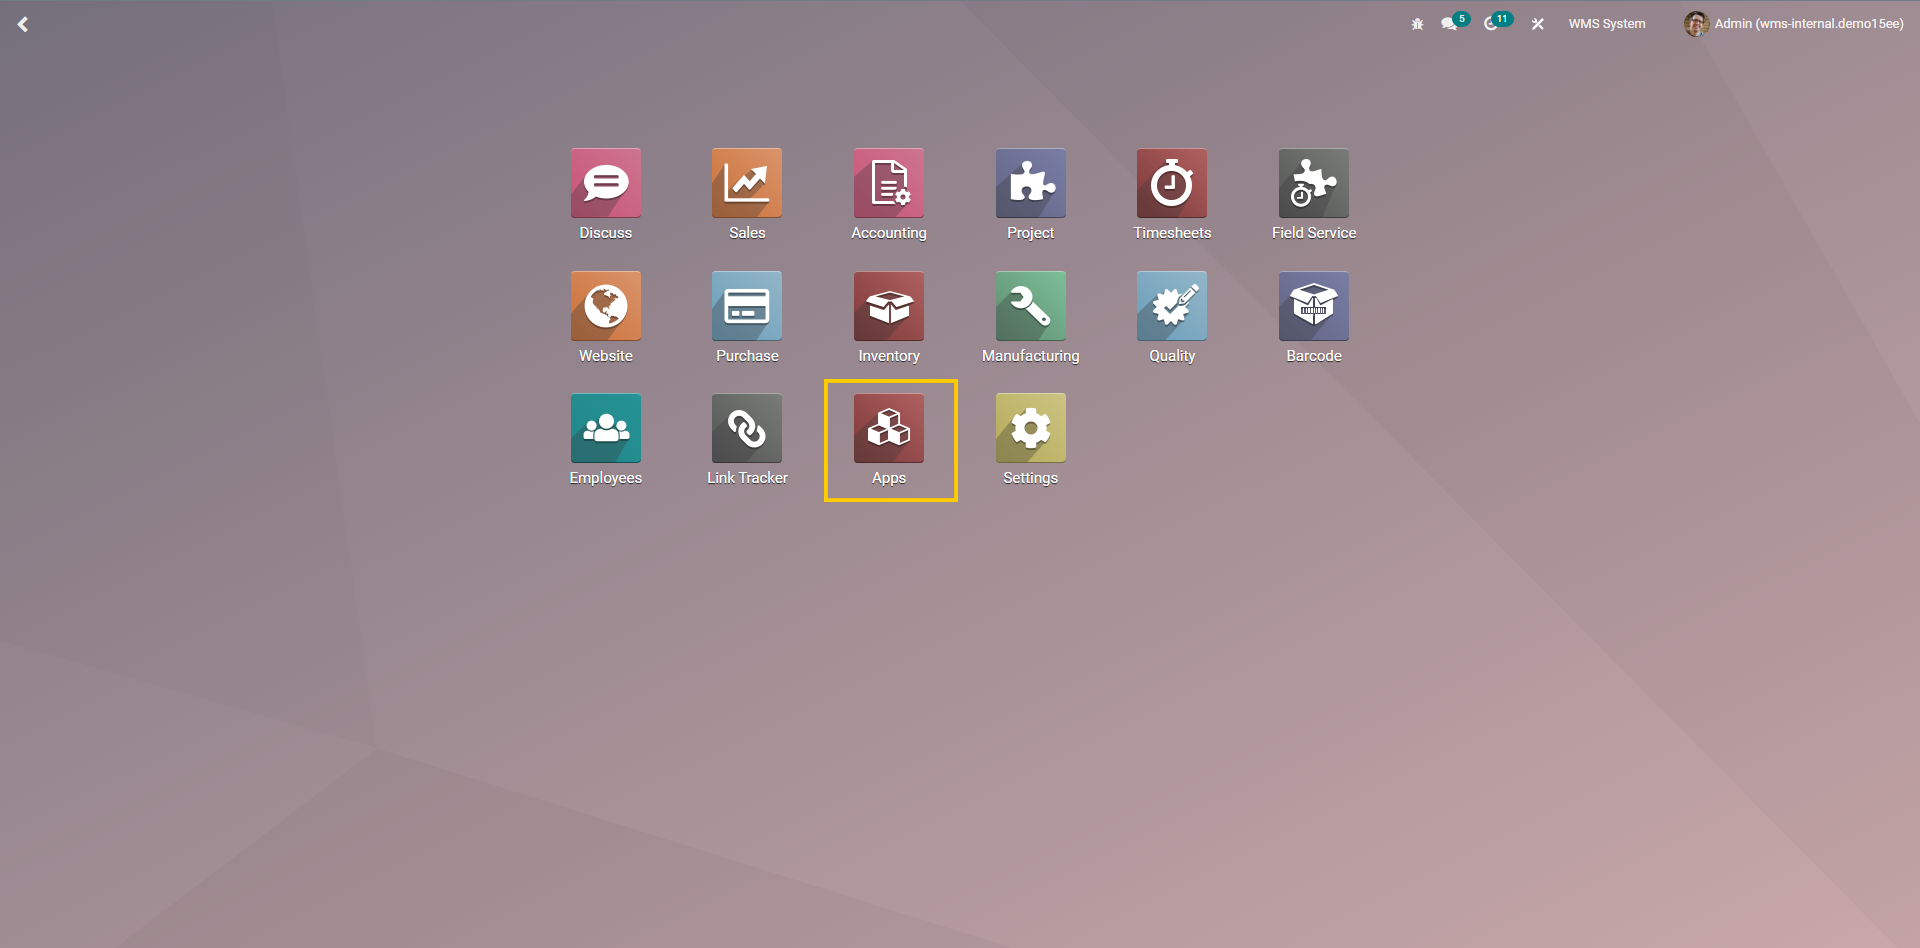 5 11 WMS System Admin (wms-internal.demo15ee)
Discuss Sales Accounting Project Timesheets Field Service
Website Purchase Inventory Manufacturing Quality Barcode
Employees Link Tracker Apps Settings